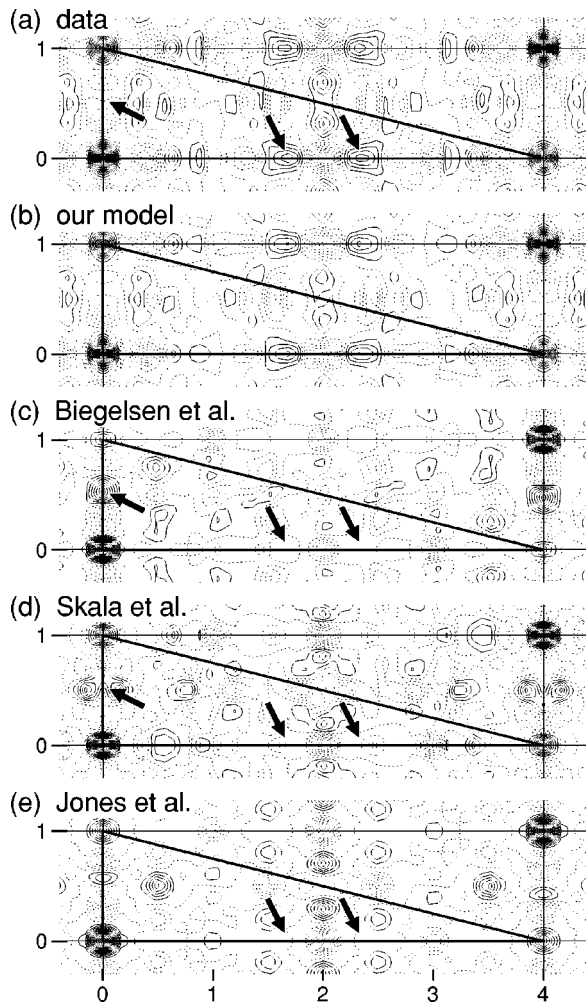 (a) data
1
0
(b) our model
1
0
(c) Biegelsen et al.
1
0
(d) Skala et al.
1
0
(e) Jones et al.
1
0
0 1 2 3 4